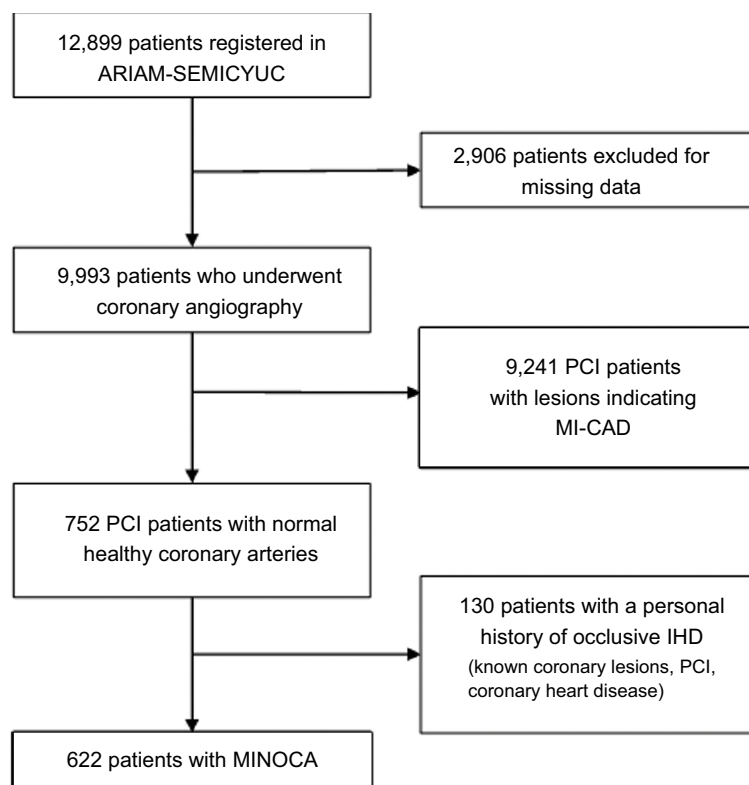 12,899 patients registered in
ARIAM-SEMICYUC
2,906 patients excluded for
missing data
9,993 patients who underwent
coronary angiography
9,241 PCI patients
with lesions indicating
MI-CAD
752 PCI patients with normal
healthy coronary arteries
130 patients with a personal
history of occlusive IHD
(known coronary lesions, PCI,
coronary heart disease)
622 patients with MINOCA